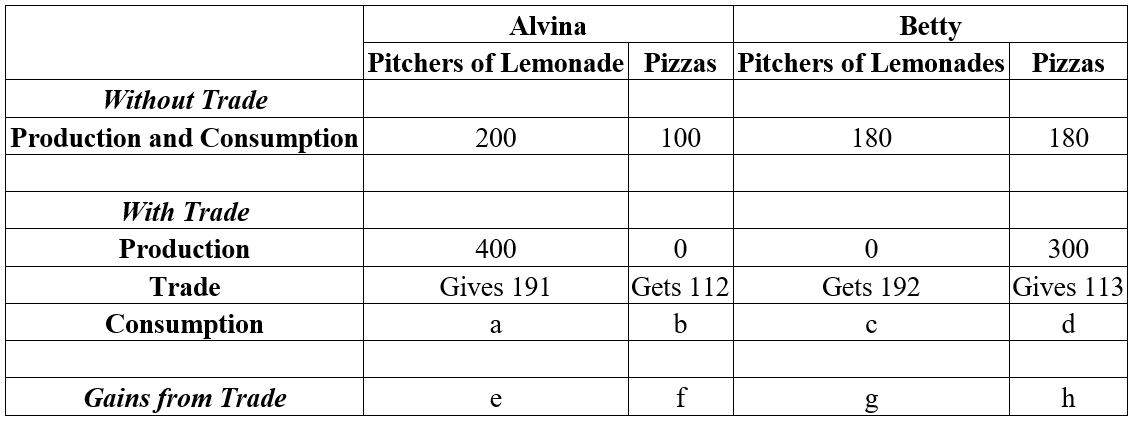 Alvina Betty
Pitchers of Lemonade Pizzas Pitchers of Lemonades Pizzas
Without Trade
Production and Consumption 200 100 180 180
With Trade
Production 400 0 0 300
Trade Gives 191 Gets 112 Gets 192 Gives 113
Consumption a b c d
Gains from Trade e f g h